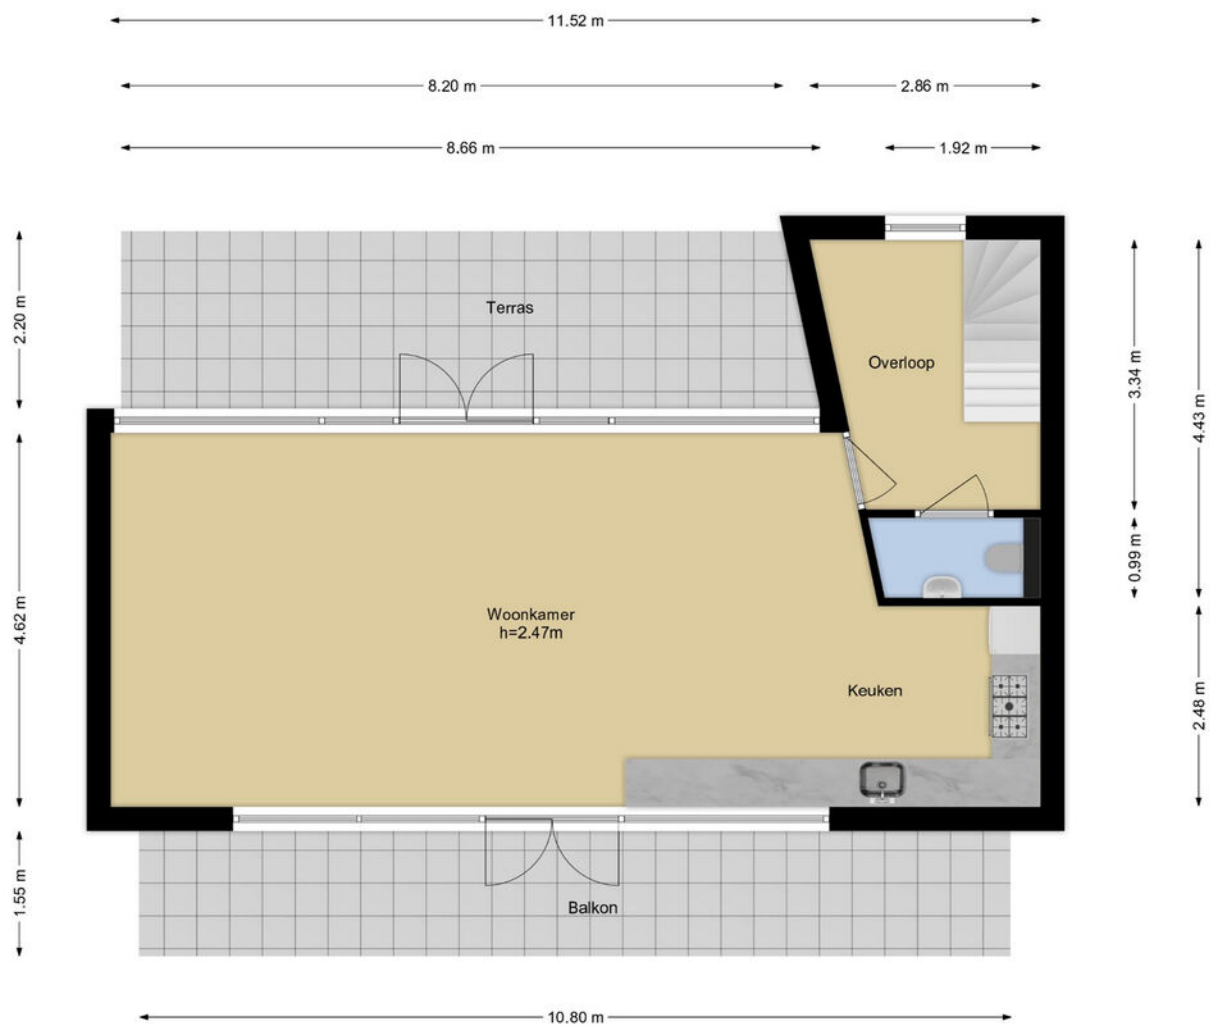 11.52 m
8.20 m
2.86 m
8.66 m
1.92 m
2.20 m
Terras
Overloop
3.34 m
4.43 m
0.99 m
4.62 m
Woonkamer
h=2.47m
Keuken
2.48 m
1.55 m
Balkon
10.80 m